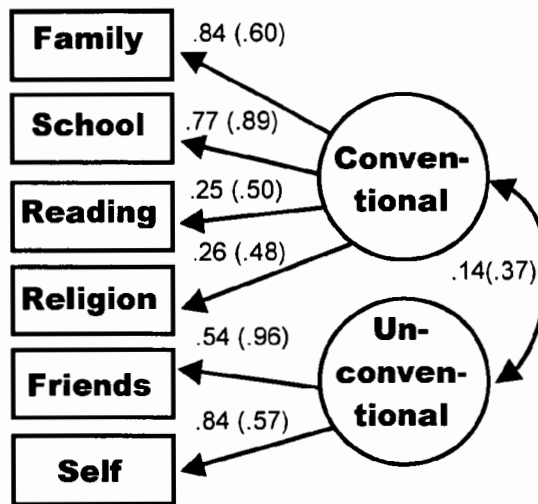 Family
.84 (.60)
School
.77 (.89)
Conven-
tional
Reading
.25 (.50)
.26 (.48)
Religion
.14(.37)
.54 (.96)
Un-
conven-
tional
Friends
.84 (.57)
Self